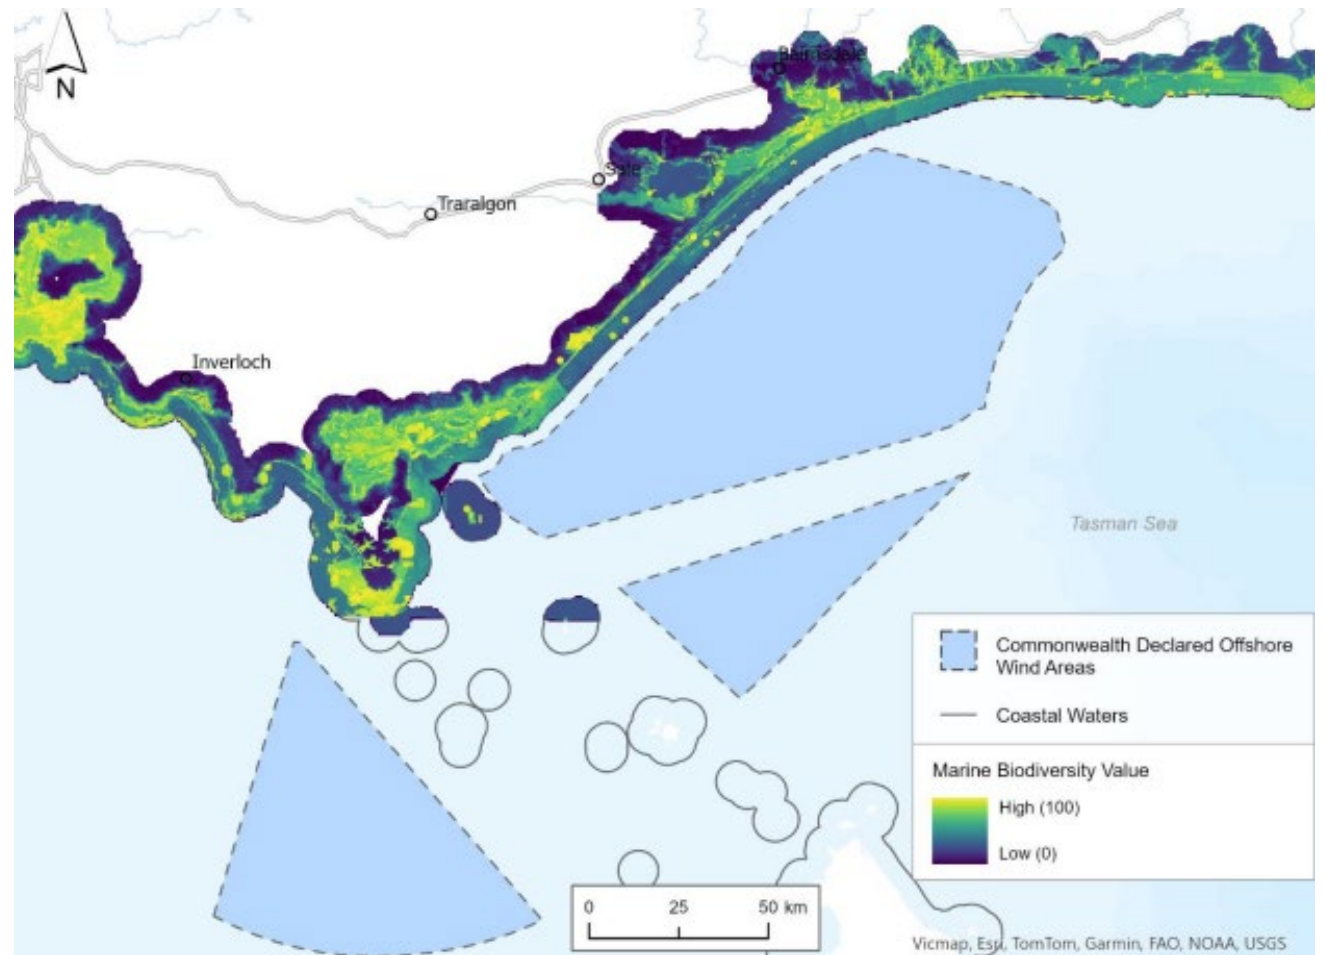 N
Bairnsdale
Sale
Traralgon
Inverloch
Tasman Sea
Commonwealth Declared Offshore
Wind Areas
Coastal Waters
Marine Biodiversity Value
High (100)
Low (0)
0 25 50 km
Vicmap, Esri, TomTom, Garmin, FAO, NOAA, USGS